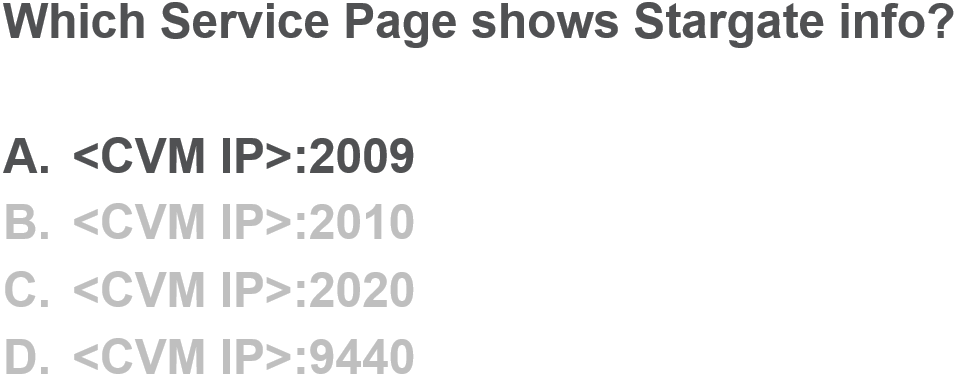 Which Service Page shows Stargate info?
A. <CVM IP>:2009
B. <CVM IP>:2010
C. <CVM IP>:2020
D. <CVM IP>:9440